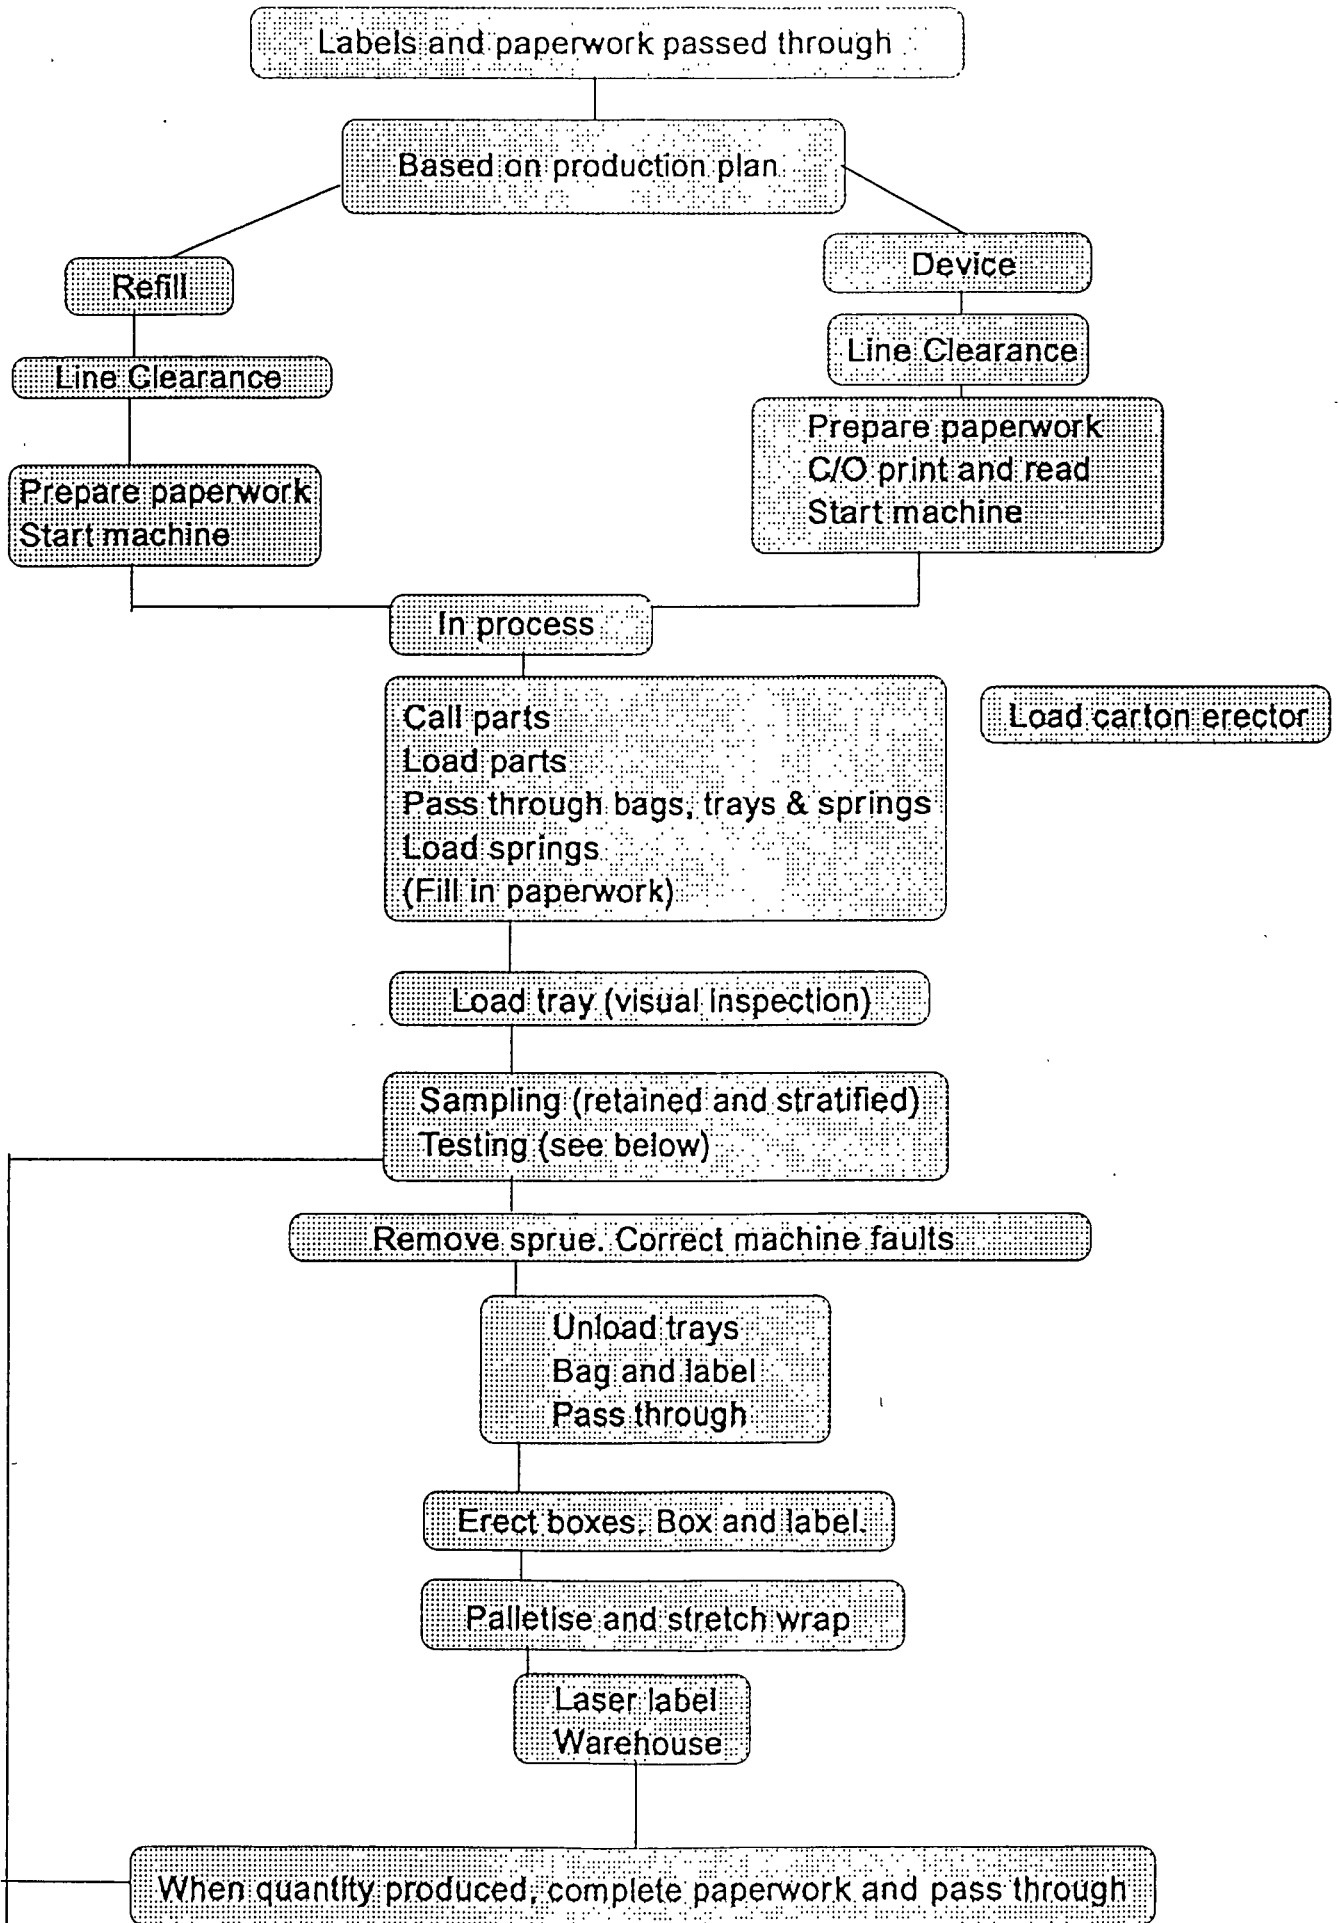 Labels and paperwork passed through
Based on production plan
Refill
Device
Line Clearance
Line Clearance
Prepare paperwork
Start machine
Prepare paperwork
C/O print and read
Start machine
In process
Call parts
Load parts
Pass through bags, trays & springs
Load springs
(Fill in paperwork)
Load carton erector
Load tray (visual inspection)
Sampling (retained and stratified)
Testing (see below)
Remove sprue. Correct machine faults
Unload trays
Bag and label
Pass through
Erect boxes. Box and label.
Palletise and stretch wrap
Laser label
Warehouse
When quantity produced, complete paperwork and pass through